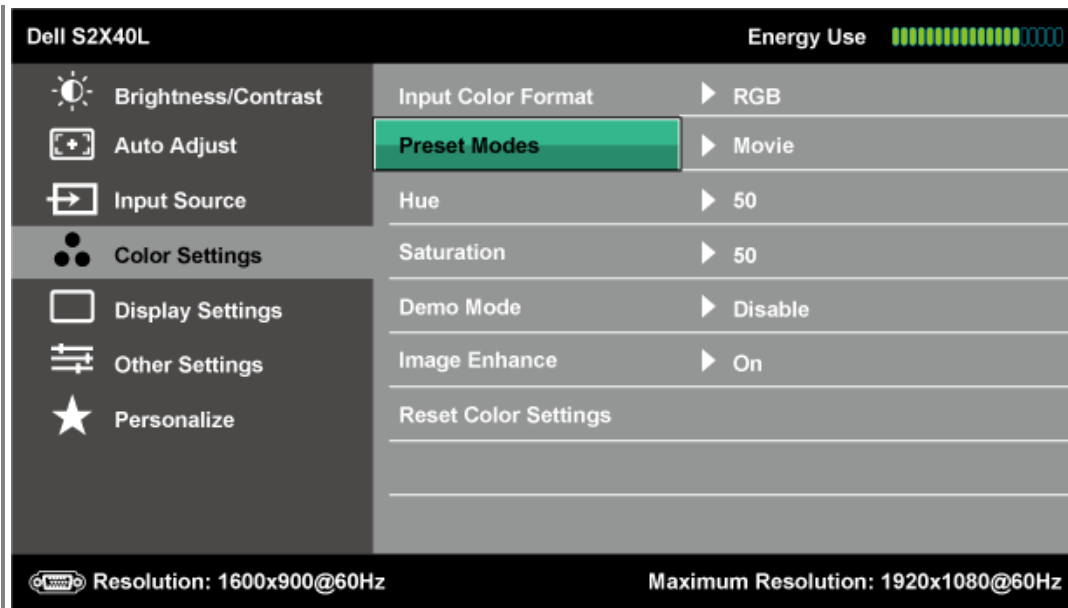 Dell S2X40L Energy Use
Brightness/Contrast
Auto Adjust
Input Source
Color Settings
Display Settings
Other Settings
Personalize
Input Color Format RGB
Preset Modes Movie
Hue 50
Saturation 50
Demo Mode Disable
Image Enhance On
Reset Color Settings
Resolution: 1600x900@60Hz Maximum Resolution: 1920x1080@60Hz